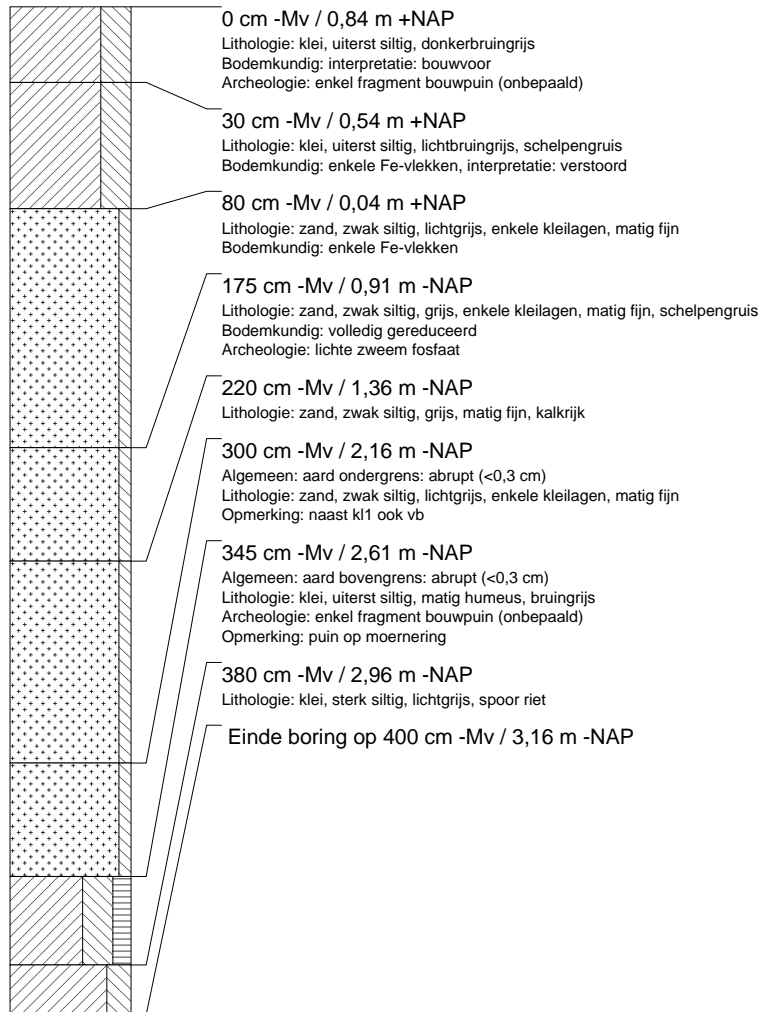 0 cm -Mv / 0,84 m +NAP
Lithologie: klei, uiterst siltig, donkerbruingrijs
Bodemkundig: interpretatie: bouwvoor
Archeologie: enkel fragment bouwpuin (onbepaald)
30 cm -Mv / 0,54 m +NAP
Lithologie: klei, uiterst siltig, lichtbruingrijs, schelpengruis
Bodemkundig: enkele Fe-vlekken, interpretatie: verstoord
80 cm -Mv / 0,04 m +NAP
Lithologie: zand, zwak siltig, lichtgrijs, enkele kleilagen, matig fijn
Bodemkundig: enkele Fe-vlekken
175 cm -Mv / 0,91 m -NAP
Lithologie: zand, zwak siltig, grijs, enkele kleilagen, matig fijn, schelpengruis
Bodemkundig: volledig gereduceerd
Archeologie: lichte zweem fosfaat
220 cm -Mv / 1,36 m -NAP
Lithologie: zand, zwak siltig, grijs, matig fijn, kalkrijk
300 cm -Mv / 2,16 m -NAP
Algemeen: aard ondergrens: abrupt (<0,3 cm)
Lithologie: zand, zwak siltig, lichtgrijs, enkele kleilagen, matig fijn
Opmerking: naast kl1 ook vb
345 cm -Mv / 2,61 m -NAP
Algemeen: aard bovengrens: abrupt (<0,3 cm)
Lithologie: klei, uiterst siltig, matig humeus, bruingrijs
Archeologie: enkel fragment bouwpuin (onbepaald)
Opmerking: puin op moernering
380 cm -Mv / 2,96 m -NAP
Lithologie: klei, sterk siltig, lichtgrijs, spoor riet
Einde boring op 400 cm -Mv / 3,16 m -NAP